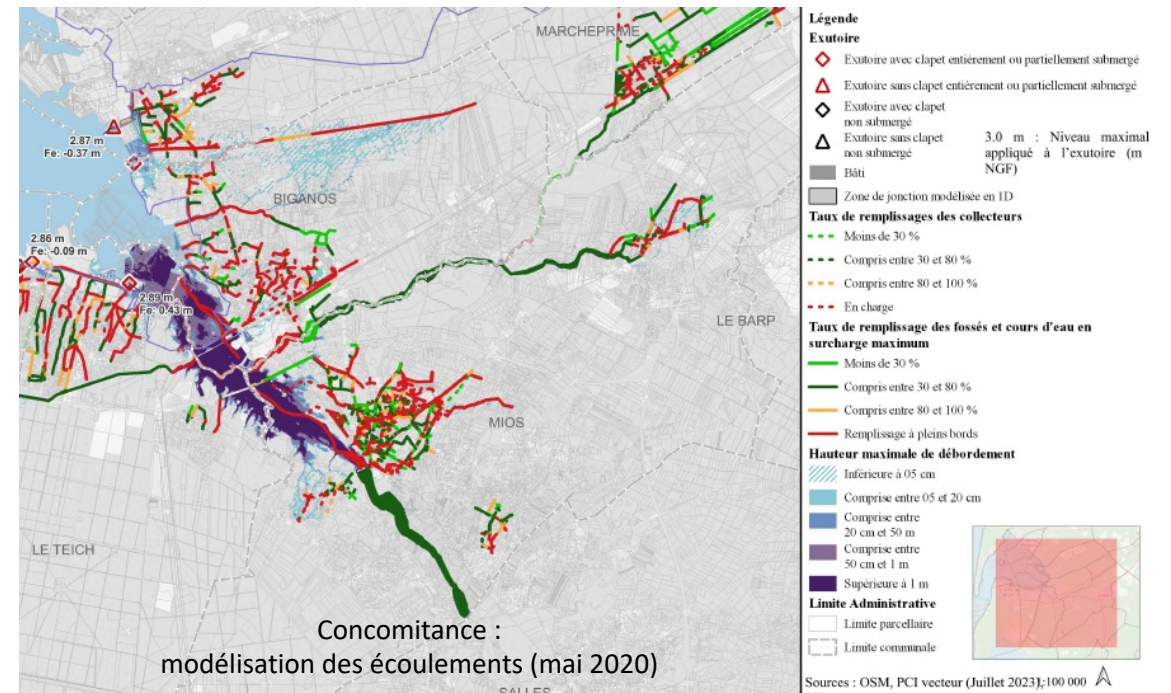 MARCHEPRIME
2.87 m
Fe: -0.37 m
BIGANOS
2.86 m
Fe: -0.09 m
2.89 m
Fe: 0.43 m
LE BARP
MIOS
LE TEICH
Concomitance :
modélisation des écoulements (mai 2020)
SALLES
Légende
Exutoire
Exutoire avec clapet entièrement ou partiellement submergé
Exutoire sans clapet entièrement ou partiellement submergé
Exutoire avec clapet
non submergé
Exutoire sans clapet
non submergé
3.0 m : Niveau maximal
appliqué à l'exutoire (m
NGF)
Bâti
Zone de jonction modélisée en 1D
Taux de remplissages des collecteurs
Moins de 30 %
Compris entre 30 et 80 %
Compris entre 80 et 100 %
En charge
Taux de remplissage des fossés et cours d'eau en
surcharge maximum
Moins de 30 %
Compris entre 30 et 80 %
Compris entre 80 et 100 %
Remplissage à pleins bords
Hauteur maximale de débordement
Inférieure à 05 cm
Comprise entre 05 et 20 cm
Comprise entre
20 cm et 50 m
Comprise entre
50 cm et 1 m
Supérieure à 1 m
Limite Administrative
Limite parcellaire
Limite communale
Sources : OSM, PCI vecteur (Juillet 2023),:100 000